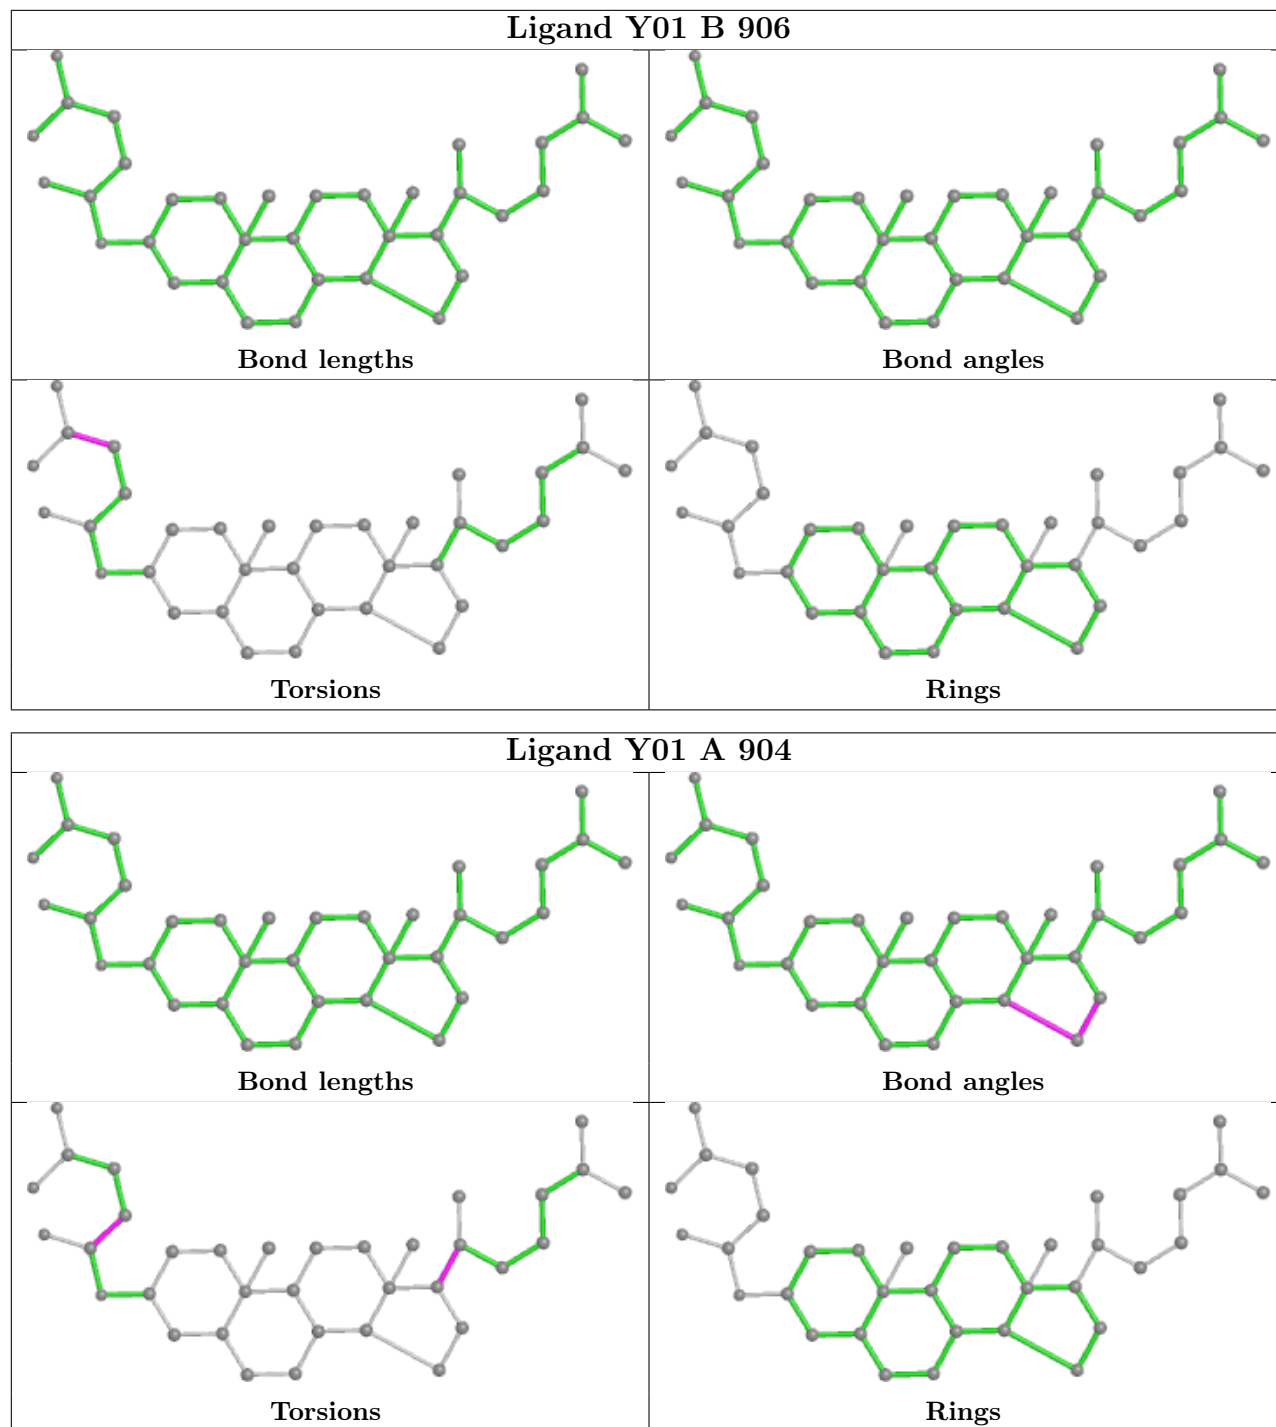 Ligand Y01 B 906
Bond lengths
Bond angles
Torsions
Rings
Ligand Y01 A 904
Bond lengths
Bond angles
Torsions
Rings